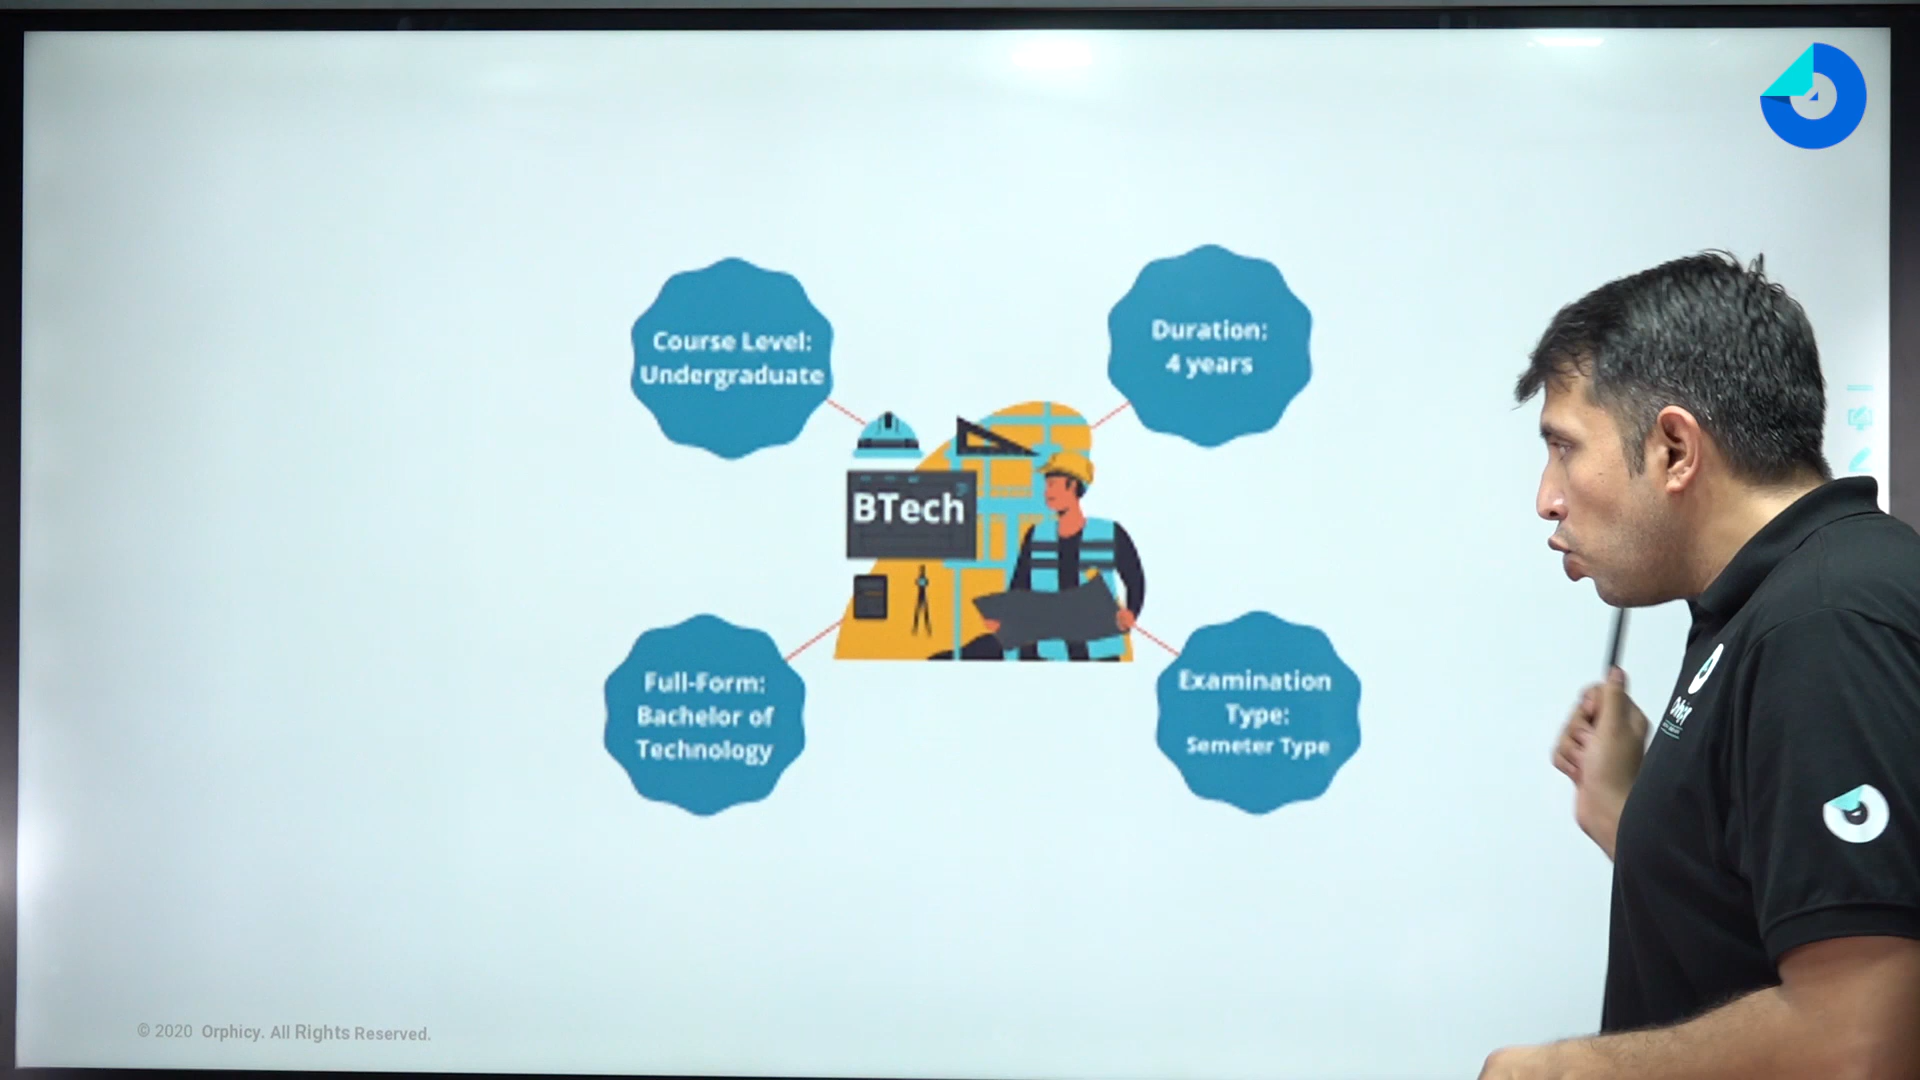 Course Level:
Undergraduate
Duration:
4 years
BTech
Full-Form:
Bachelor of
Technology
Examination
Type:
Semeter Type
© 2020 Orphicy. All Rights Reserved.